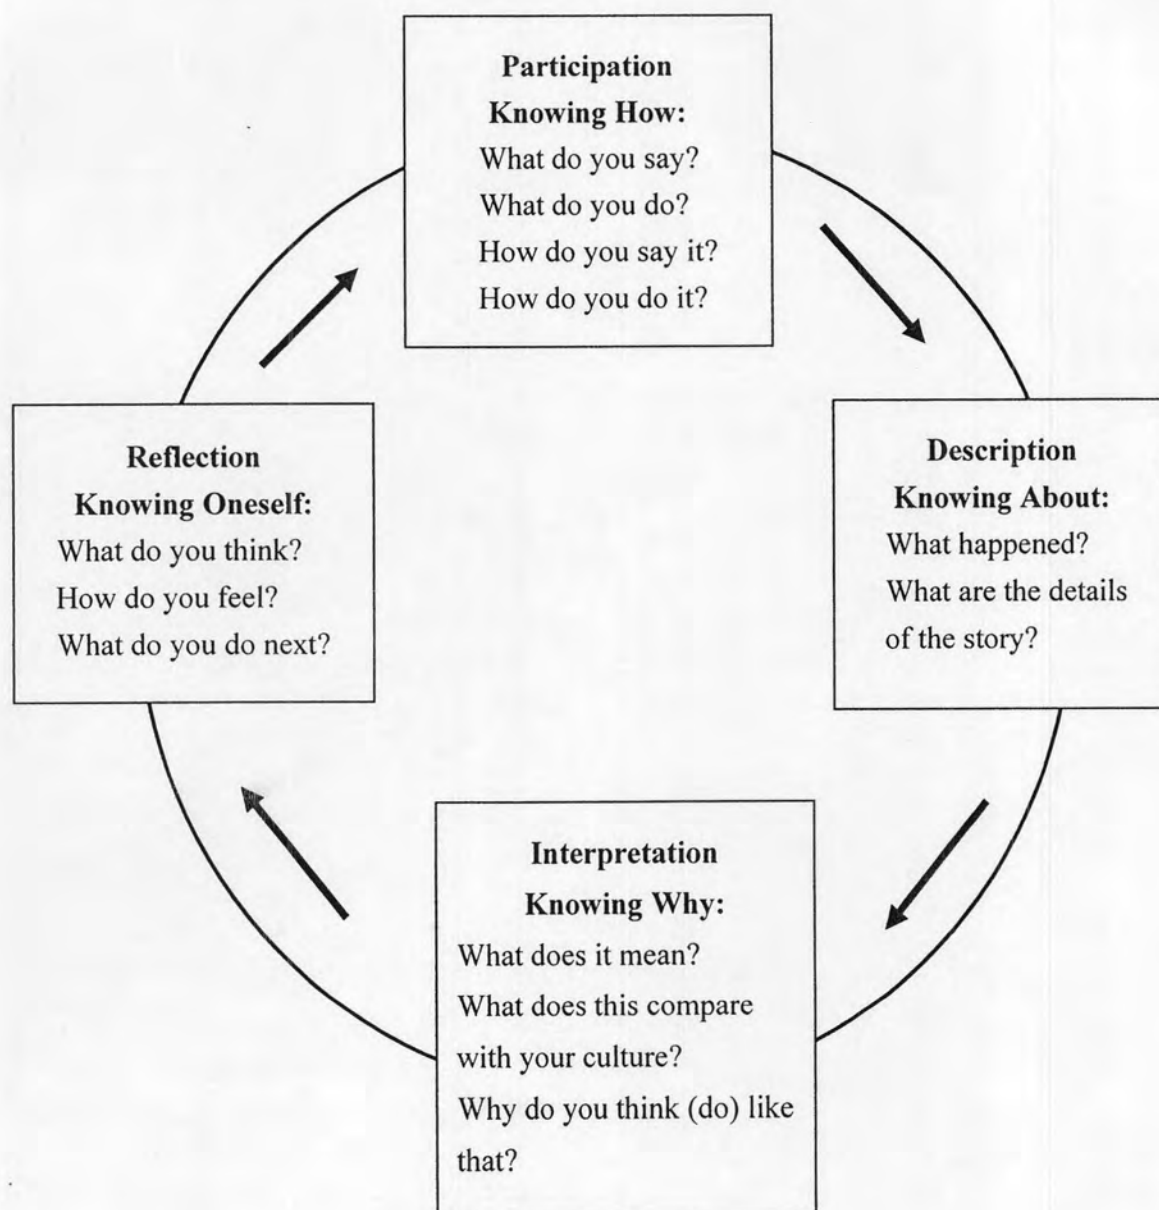 Participation
Knowing How:
What do you say?
What do you do?
How do you say it?
How do you do it?
Description
Knowing About:
What happened?
What are the details
of the story?
Interpretation
Knowing Why:
What does it mean?
What does this compare
with your culture?
Why do you think (do) like
that?
Reflection
Knowing Oneself:
What do you think?
How do you feel?
What do you do next?